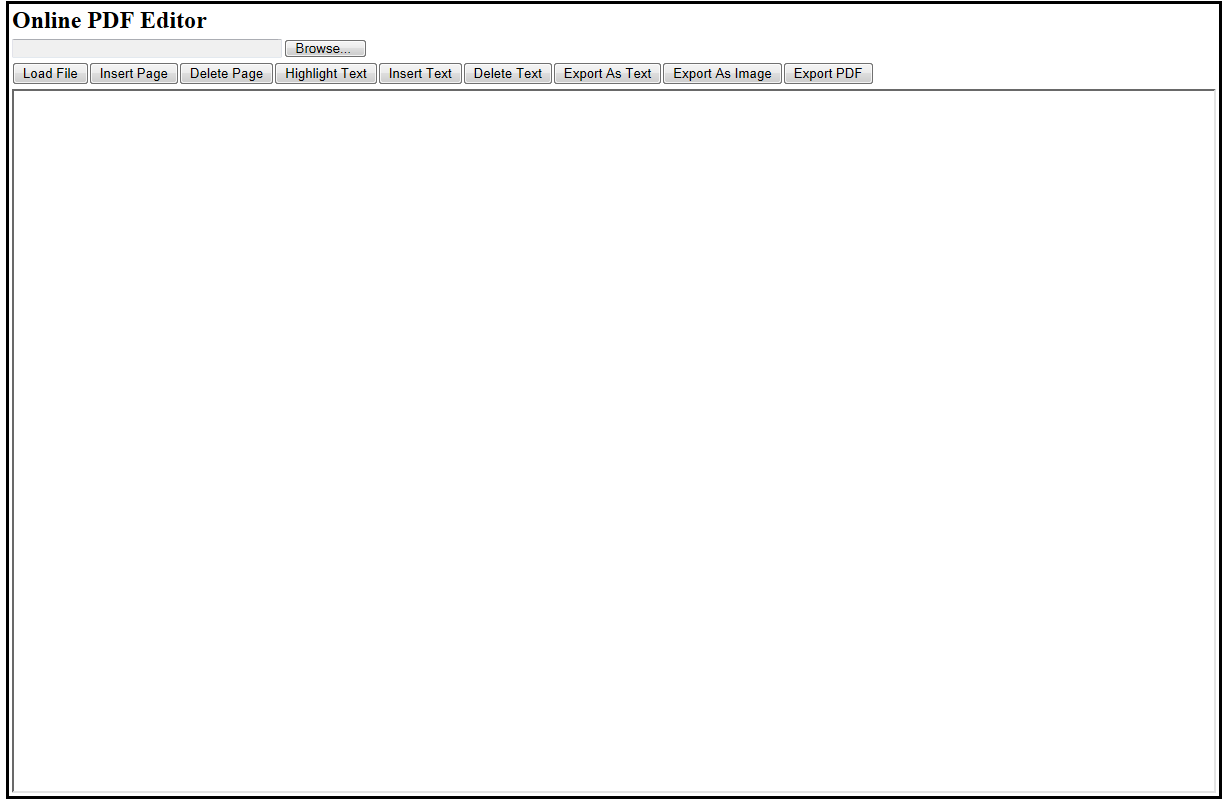 Online PDF Editor
Browse...
Load File Insert Page Delete Page Highlight Text Insert Text Delete Text Export As Text Export As Image Export PDF